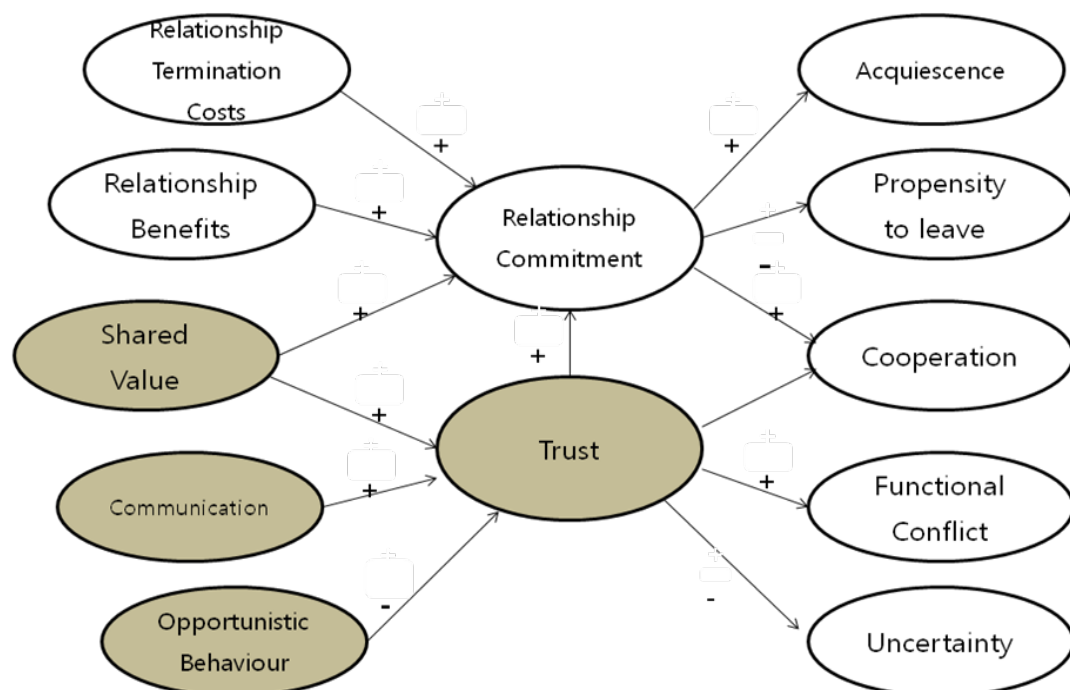 Relationship
Termination
Costs
Acquiescence
+
+
Relationship
Benefits
+
Relationship
Commitment
Propensity
to leave
-
+
+
Shared
Value
+
Cooperation
+
Trust
Communication
+
+
Functional
Conflict
Opportunistic
Behaviour
-
-
Uncertainty